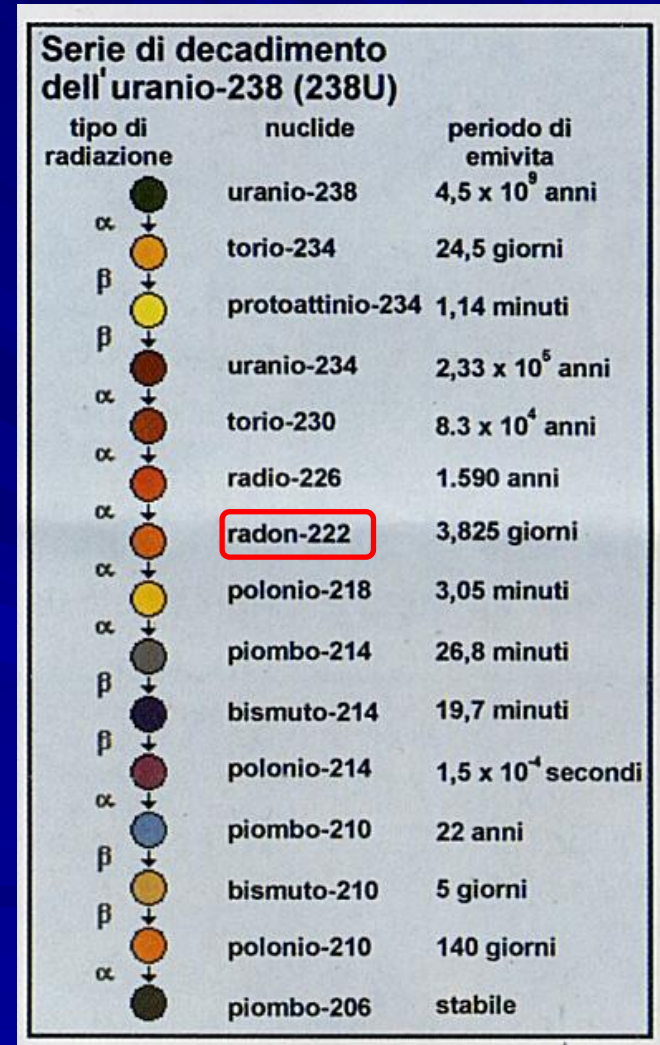 Serie di decadimento
dell'uranio-238 (238U)
tipo di radiazione nuclide periodo di emivita
uranio-238 4,5 x 10⁹ anni
α ↓
torio-234 24,5 giorni
β ↓
protoattinio-234 1,14 minuti
β ↓
uranio-234 2,33 x 10⁵ anni
α ↓
torio-230 8.3 x 10⁴ anni
α ↓
radio-226 1.590 anni
α ↓
radon-222 3,825 giorni
α ↓
polonio-218 3,05 minuti
α ↓
piombo-214 26,8 minuti
β ↓
bismuto-214 19,7 minuti
β ↓
polonio-214 1,5 x 10⁻⁴ secondi
α ↓
piombo-210 22 anni
β ↓
bismuto-210 5 giorni
β ↓
polonio-210 140 giorni
α ↓
piombo-206 stabile